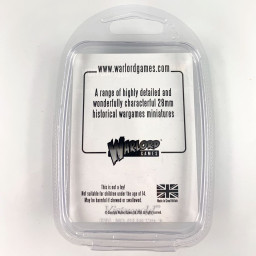 www.warlordgames.com
A range of highly detailed and
wonderfully characterful 28mm
historical wargames miniatures
WARLORD
GAMES
This is not a toy!
Not suitable for children under the age of 14.
May be harmful if chewed or swallowed.
Made in Great Britain